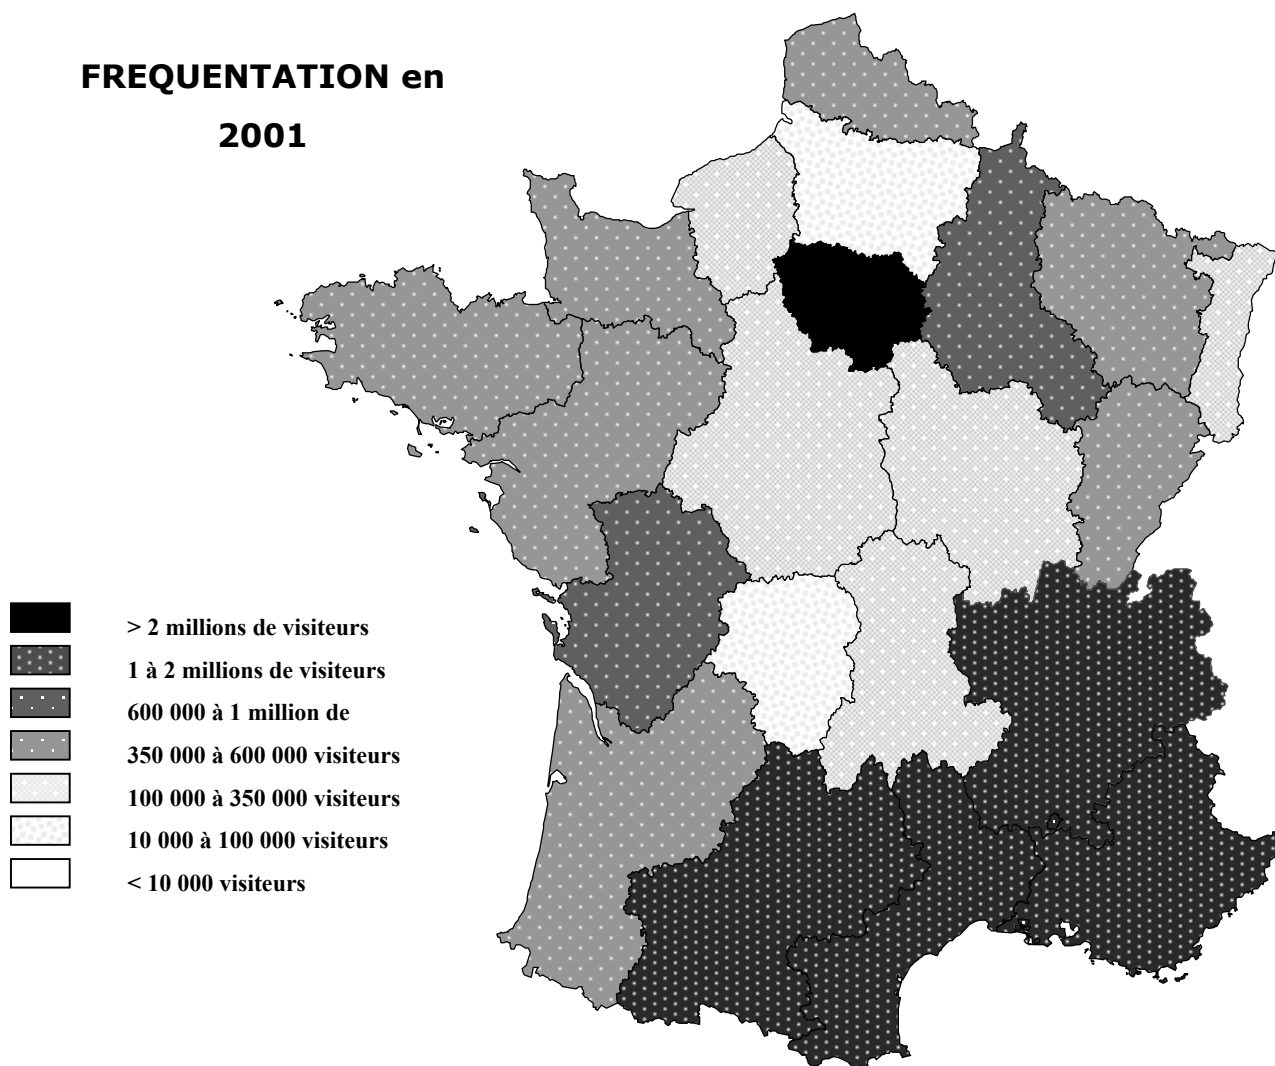 FREQUENTATION en
2001
> 2 millions de visiteurs
1 à 2 millions de visiteurs
600 000 à 1 million de
350 000 à 600 000 visiteurs
100 000 à 350 000 visiteurs
10 000 à 100 000 visiteurs
< 10 000 visiteurs